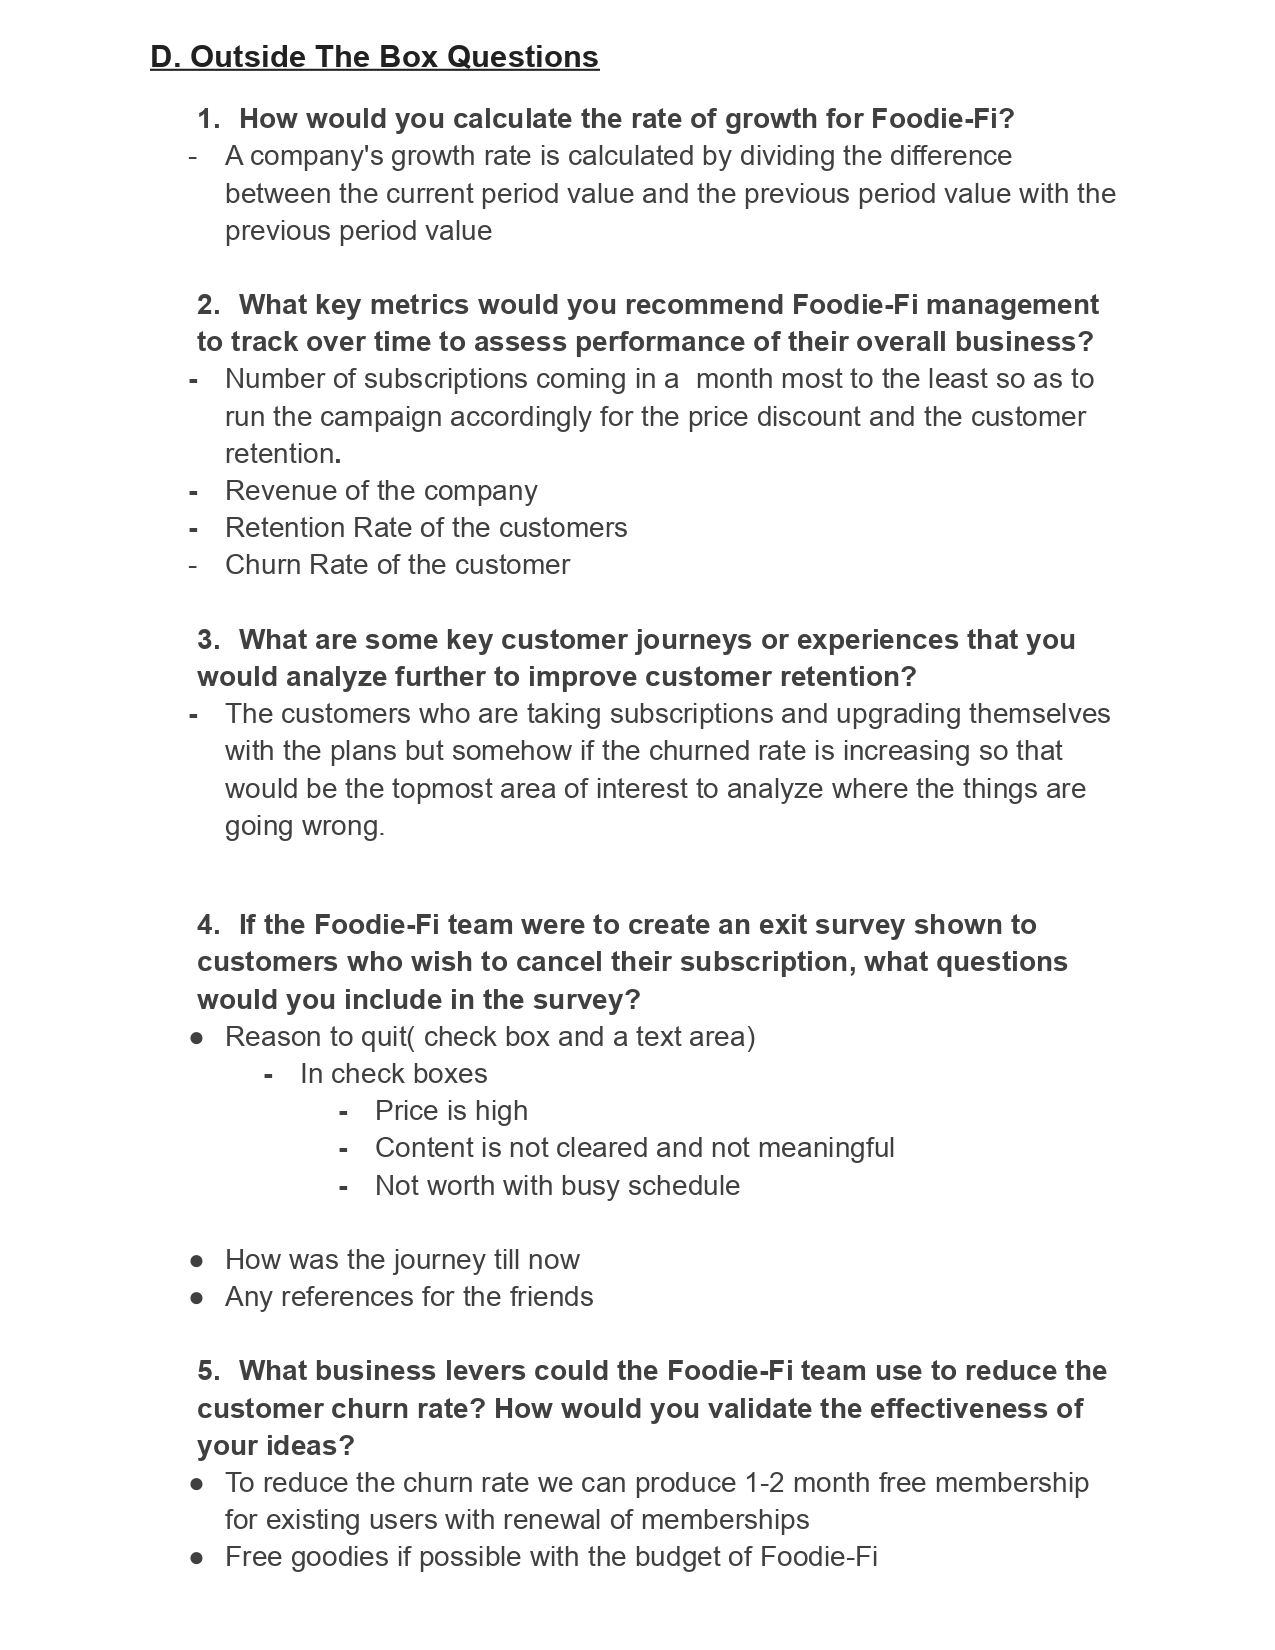 D. Outside The Box Questions
1. How would you calculate the rate of growth for Foodie-Fi?
- A company's growth rate is calculated by dividing the difference
between the current period value and the previous period value with the
previous period value
2. What key metrics would you recommend Foodie-Fi management
to track over time to assess performance of their overall business?
- Number of subscriptions coming in a  month most to the least so as to
run the campaign accordingly for the price discount and the customer
retention.
- Revenue of the company
- Retention Rate of the customers
- Churn Rate of the customer
3. What are some key customer journeys or experiences that you
would analyze further to improve customer retention?
- The customers who are taking subscriptions and upgrading themselves
with the plans but somehow if the churned rate is increasing so that
would be the topmost area of interest to analyze where the things are
going wrong.
4. If the Foodie-Fi team were to create an exit survey shown to
customers who wish to cancel their subscription, what questions
would you include in the survey?
● Reason to quit( check box and a text area)
- In check boxes
- Price is high
- Content is not cleared and not meaningful
- Not worth with busy schedule
● How was the journey till now
● Any references for the friends
5. What business levers could the Foodie-Fi team use to reduce the
customer churn rate? How would you validate the effectiveness of
your ideas?
● To reduce the churn rate we can produce 1-2 month free membership
for existing users with renewal of memberships
● Free goodies if possible with the budget of Foodie-Fi